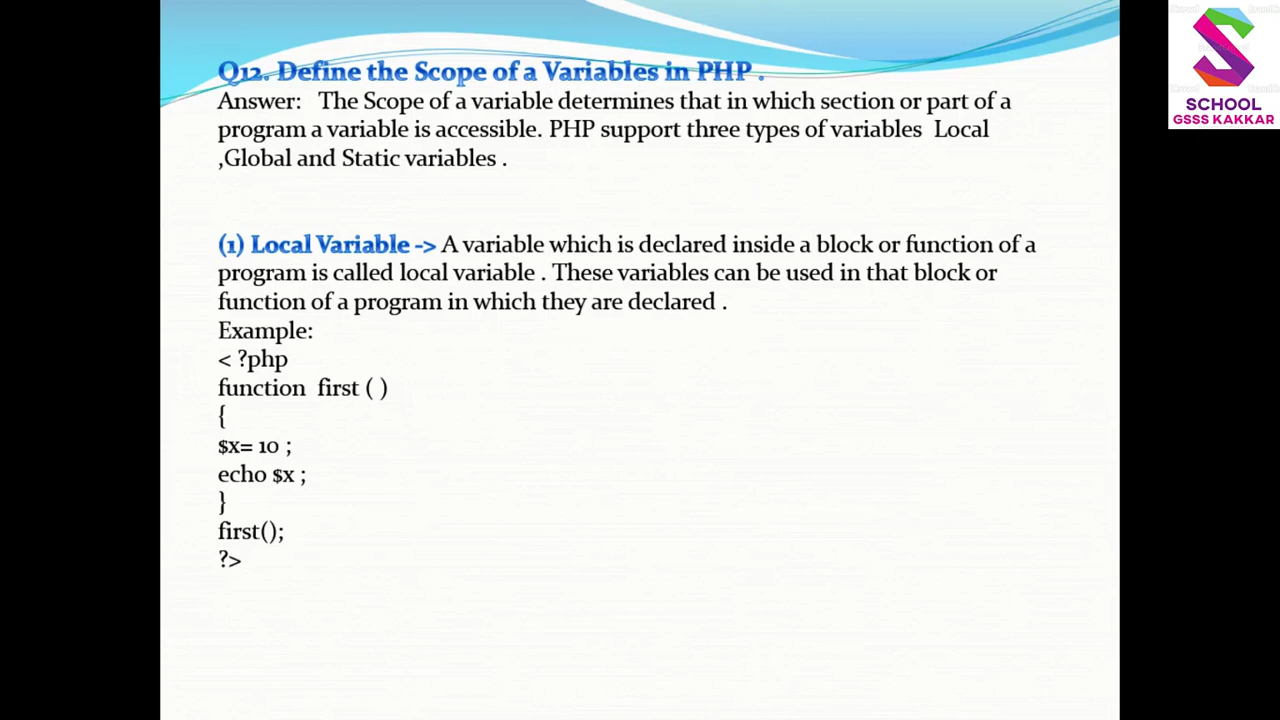 Q12. Define the Scope of a Variables in PHP .
Answer: The Scope of a variable determines that in which section or part of a
program a variable is accessible. PHP support three types of variables Local
,Global and Static variables .
(1) Local Variable -> A variable which is declared inside a block or function of a
program is called local variable . These variables can be used in that block or
function of a program in which they are declared .
Example:
< ?php
function first ( )
{
$x= 10 ;
echo $x ;
}
first();
?>
SCHOOL
GSSS KAKKAR